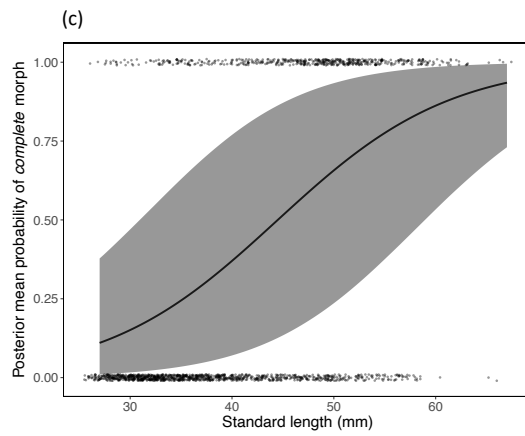 (c)
Posterior mean probability of complete morph
1.00
0.75
0.50
0.25
0.00
30 40 50 60
Standard length (mm)